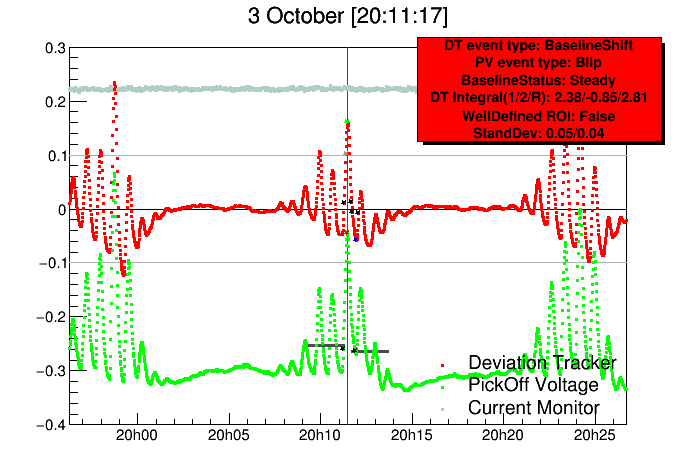 3 October [20:11:17]
DT event type: BaselineShift
PV event type: Blip
BaselineStatus: Steady
DT Integral(1/2/R): 2.38/-0.85/2.81
WellDefined ROI: False
StandDev: 0.05/0.04
0.3
0.2
0.1
0
−0.1
−0.2
−0.3
−0.4
Deviation Tracker
PickOff Voltage
Current Monitor
20h00 20h05 20h10 20h15 20h20 20h25